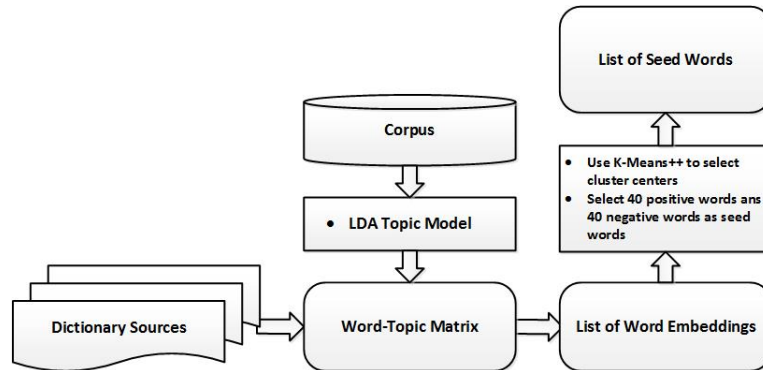 List of Seed Words
Corpus
• Use K-Means++ to select
cluster centers
• Select 40 positive words ans
40 negative words as seed
words
• LDA Topic Model
Dictionary Sources
Word-Topic Matrix
List of Word Embeddings